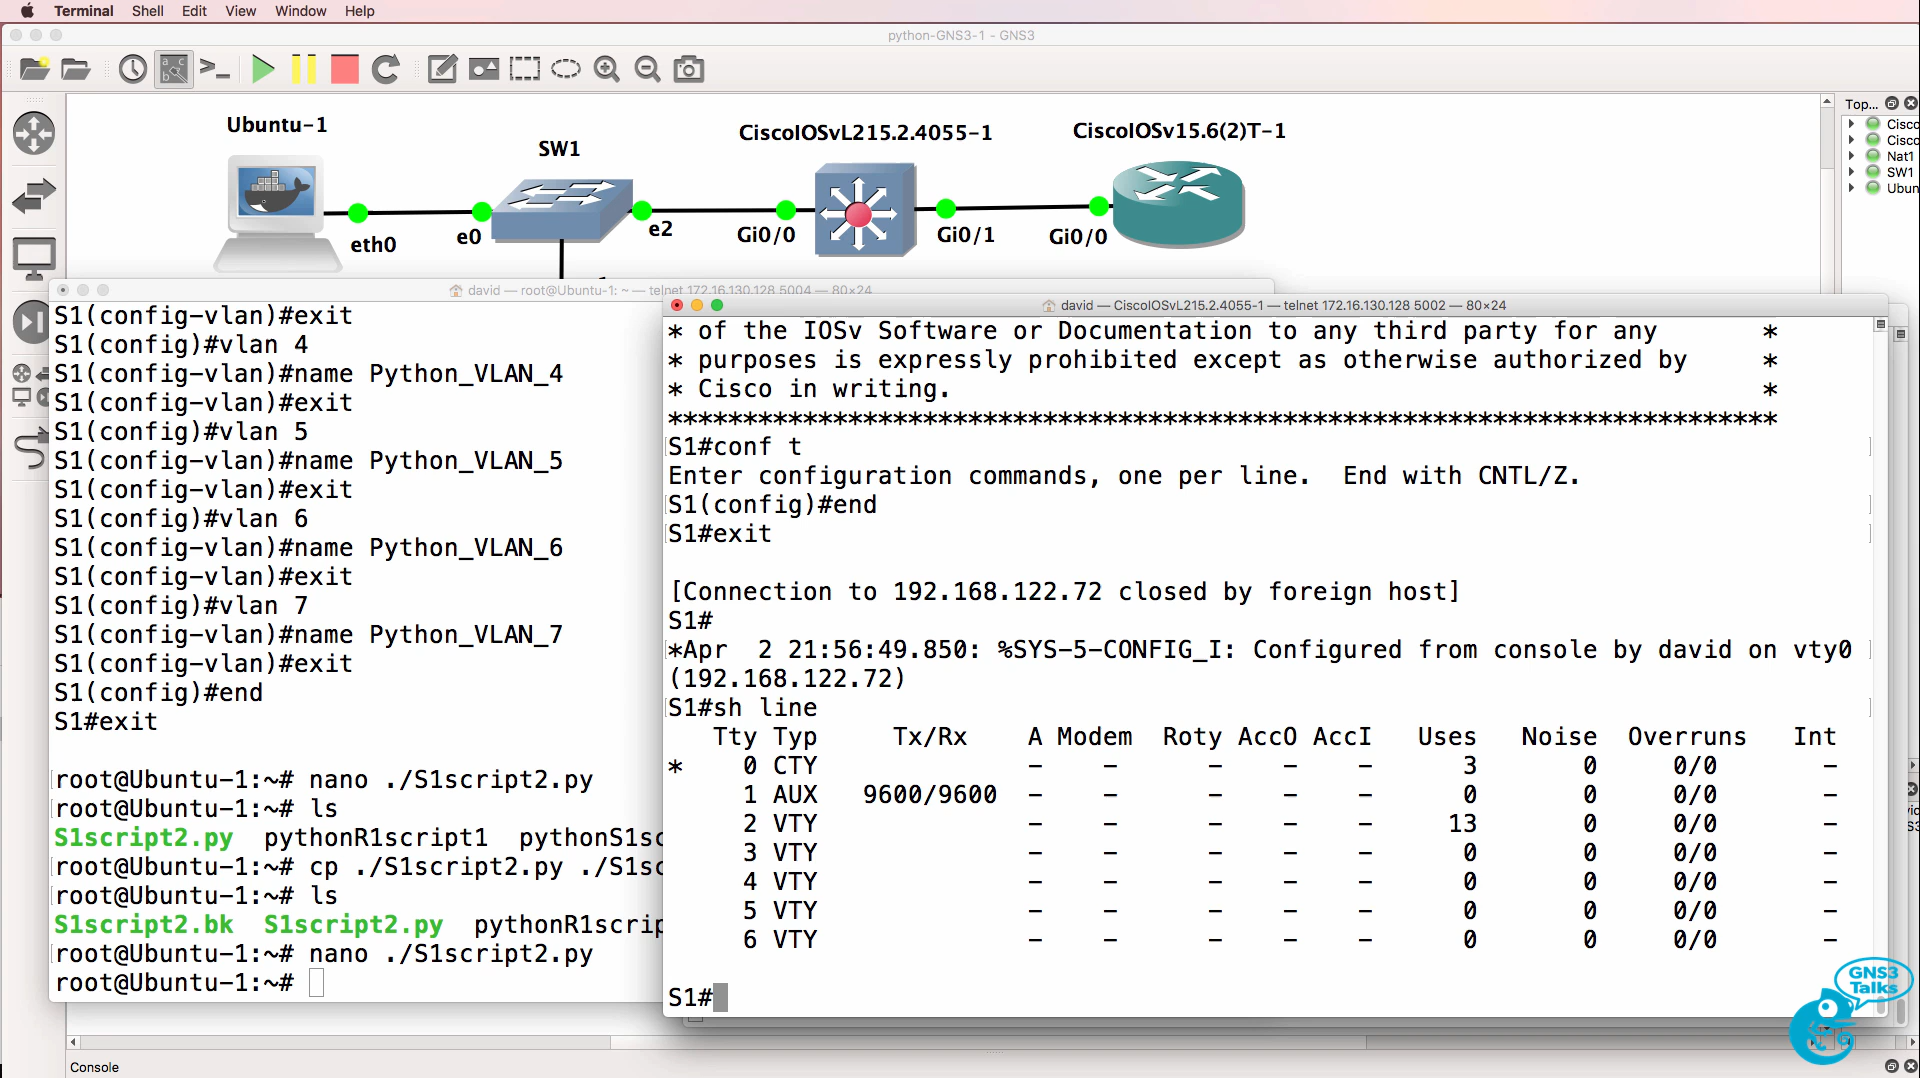 Terminal Shell Edit View Window Help
python-GNS3-1 - GNS3
Ubuntu-1
SW1
CiscoIOSvL215.2.4055-1
CiscoIOSv15.6(2)T-1
eth0
e0
e2
Gi0/0
Gi0/1
Gi0/0
Top...
Cisco
Cisco
Nat1
SW1
Ubun
david — root@Ubuntu-1: ~ — telnet 172.16.130.128 5004 — 80×24
S1(config-vlan)#exit
S1(config)#vlan 4
S1(config-vlan)#name Python_VLAN_4
S1(config-vlan)#exit
S1(config)#vlan 5
S1(config-vlan)#name Python_VLAN_5
S1(config-vlan)#exit
S1(config)#vlan 6
S1(config-vlan)#name Python_VLAN_6
S1(config-vlan)#exit
S1(config)#vlan 7
S1(config-vlan)#name Python_VLAN_7
S1(config-vlan)#exit
S1(config)#end
S1#exit
root@Ubuntu-1:~# nano ./S1script2.py
root@Ubuntu-1:~# ls
S1script2.py pythonR1script1 pythonS1sc
root@Ubuntu-1:~# cp ./S1script2.py ./S1sc
root@Ubuntu-1:~# ls
S1script2.bk S1script2.py pythonR1scrip
root@Ubuntu-1:~# nano ./S1script2.py
root@Ubuntu-1:~#
david — CiscoIOSvL215.2.4055-1 — telnet 172.16.130.128 5002 — 80×24
* of the IOSv Software or Documentation to any third party for any *
* purposes is expressly prohibited except as otherwise authorized by *
* Cisco in writing. *
**************************************************************************
S1#conf t
Enter configuration commands, one per line. End with CNTL/Z.
S1(config)#end
S1#exit
[Connection to 192.168.122.72 closed by foreign host]
S1#
*Apr 2 21:56:49.850: %SYS-5-CONFIG_I: Configured from console by david on vty0
(192.168.122.72)
S1#sh line
Tty Typ Tx/Rx A Modem Roty AccO AccI Uses Noise Overruns Int
* 0 CTY - - - - - 3 0 0/0 -
1 AUX 9600/9600 - - - - - 0 0 0/0 -
2 VTY - - - - - 13 0 0/0 -
3 VTY - - - - - 0 0 0/0 -
4 VTY - - - - - 0 0 0/0 -
5 VTY - - - - - 0 0 0/0 -
6 VTY - - - - - 0 0 0/0 -
S1#
GNS3
Talks
Console